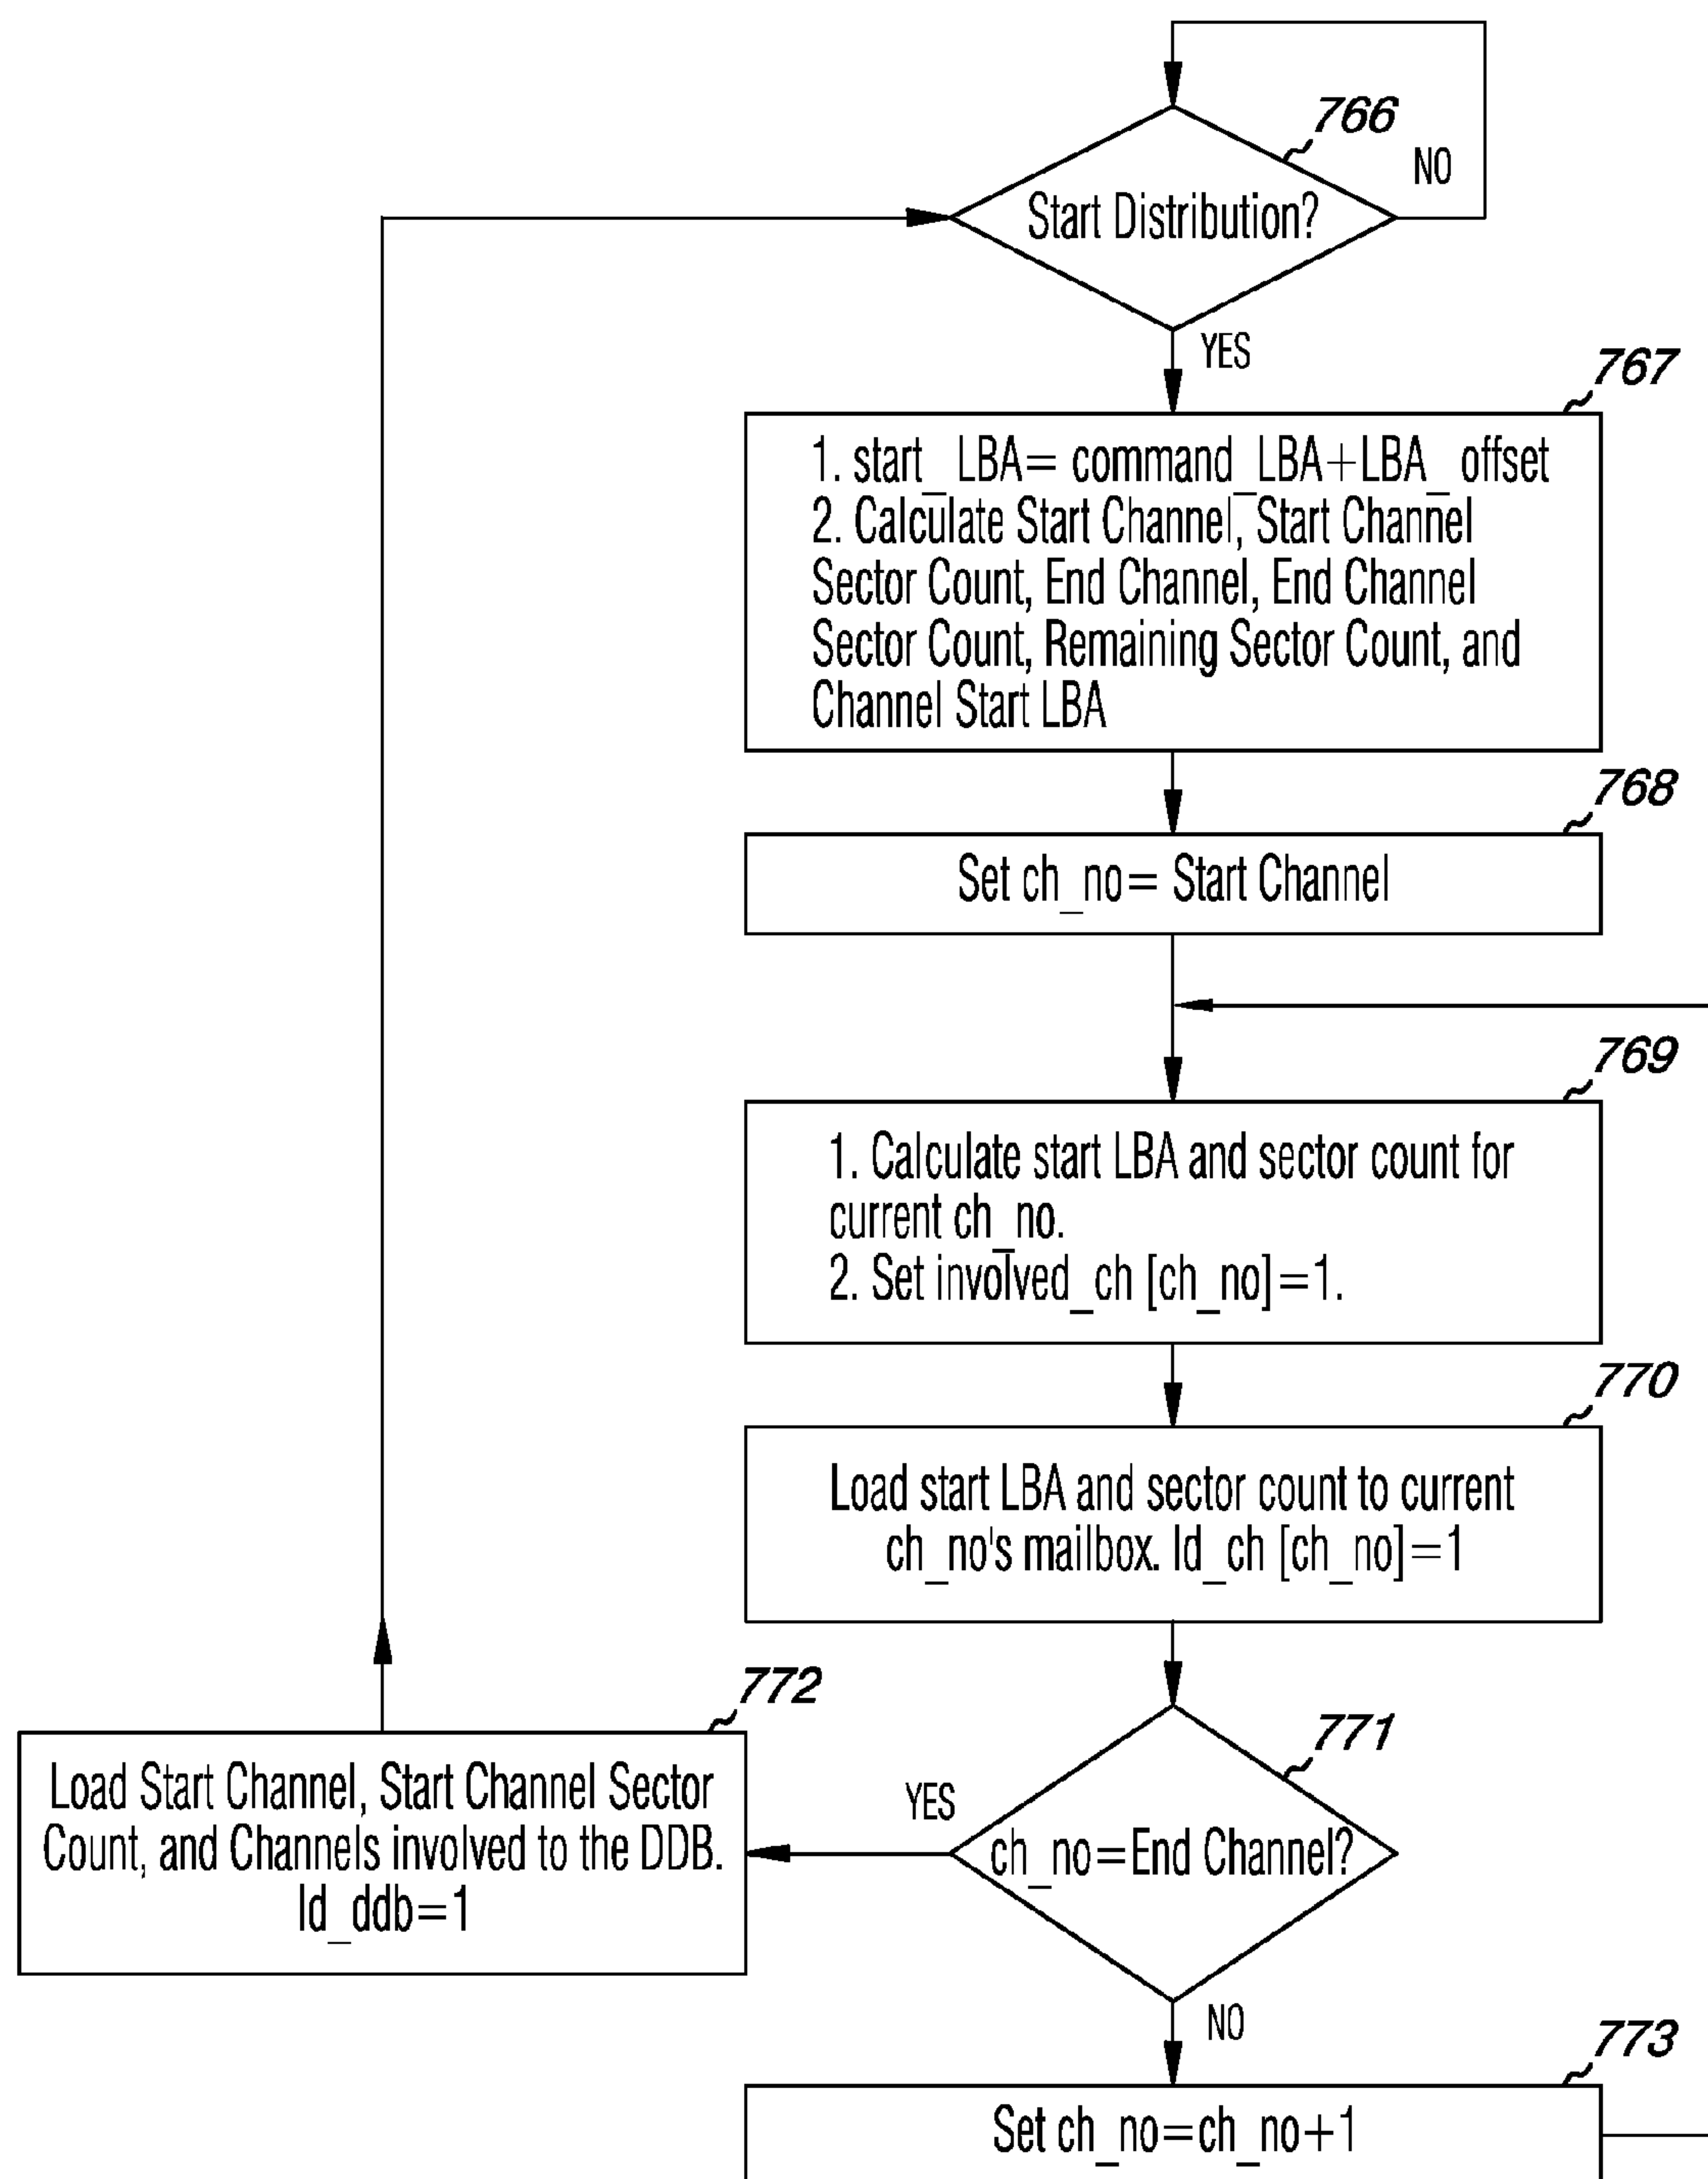 766
NO
Start Distribution?
YES
767
1. start_ LBA= command_LBA+LBA_ offset
2. Calculate Start Channel, Start Channel
Sector Count, End Channel, End Channel
Sector Count, Remaining Sector Count, and
Channel Start LBA
768
Set ch_no= Start Channel
769
1. Calculate start LBA and sector count for
current ch_no.
2. Set involved_ch [ch_no]=1.
770
Load start LBA and sector count to current
ch_no's mailbox. ld_ch [ch_no]=1
772
Load Start Channel, Start Channel Sector
Count, and Channels involved to the DDB.
ld_ddb=1
YES
771
ch_no=End Channel?
NO
773
Set ch_no=ch_no+1